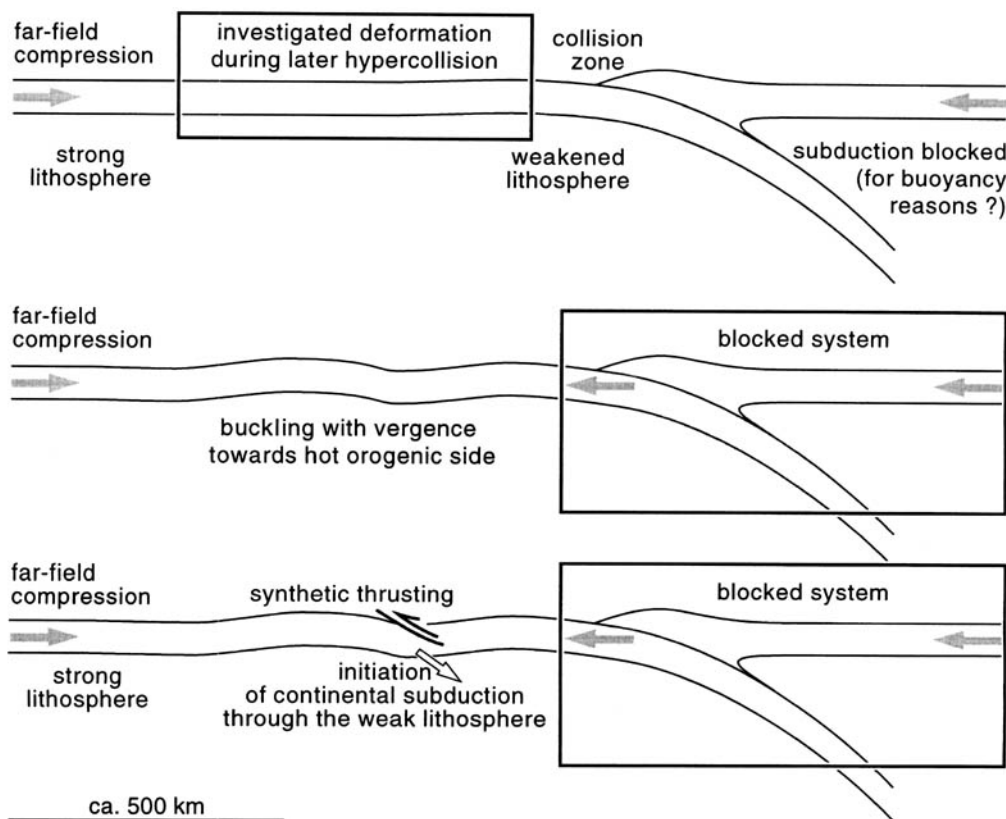 far-field
compression
investigated deformation
during later hypercollision
collision
zone
strong
lithosphere
weakened
lithosphere
subduction blocked
(for buoyancy
reasons ?)
far-field
compression
blocked system
buckling with vergence
towards hot orogenic side
far-field
compression
synthetic thrusting
blocked system
strong
lithosphere
initiation
of continental subduction
through the weak lithosphere
ca. 500 km